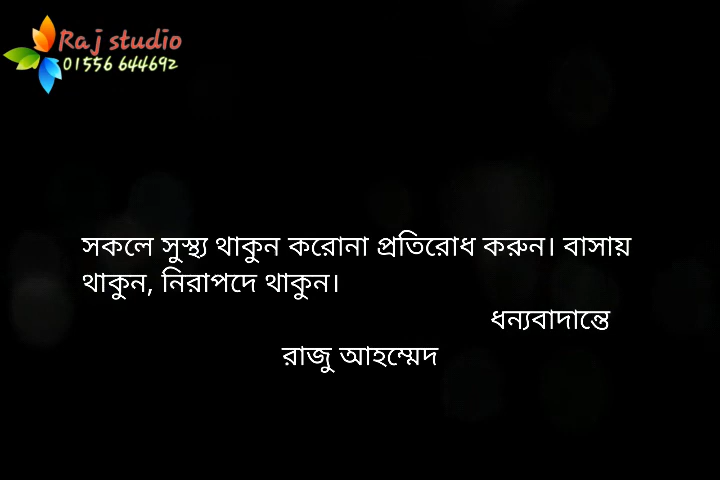 Raj studio
01556 644692
সকলে সুস্থ্য থাকুন করোনা প্রতিরোধ করুন। বাসায়
থাকুন, নিরাপদে থাকুন।
ধন্যবাদান্তে
রাজু আহম্মেদ